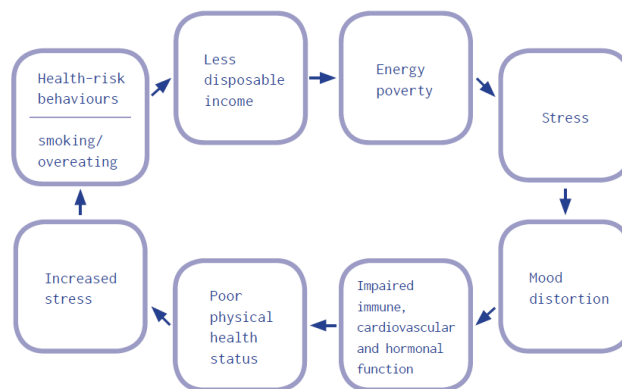 Health-risk
behaviours
smoking/
overeating
Less
disposable
income
Energy
poverty
Stress
Mood
distortion
Impaired
immune,
cardiovascular
and hormonal
function
Poor
physical
health
status
Increased
stress